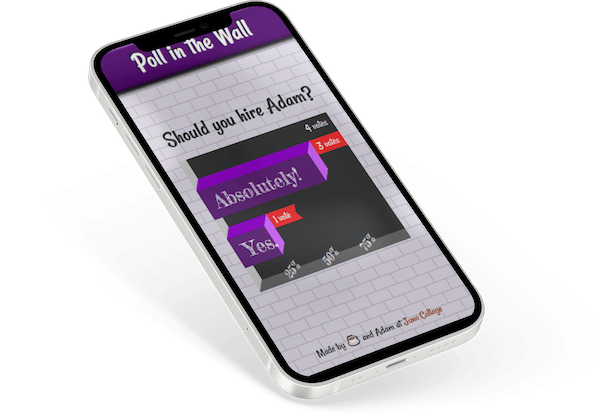 Poll in The Wall
Should you hire Adam?
4 votes
3 votes
Absolutely!
1 vote
Yes.
25%
50%
75%
Made by and Adam at Juno College